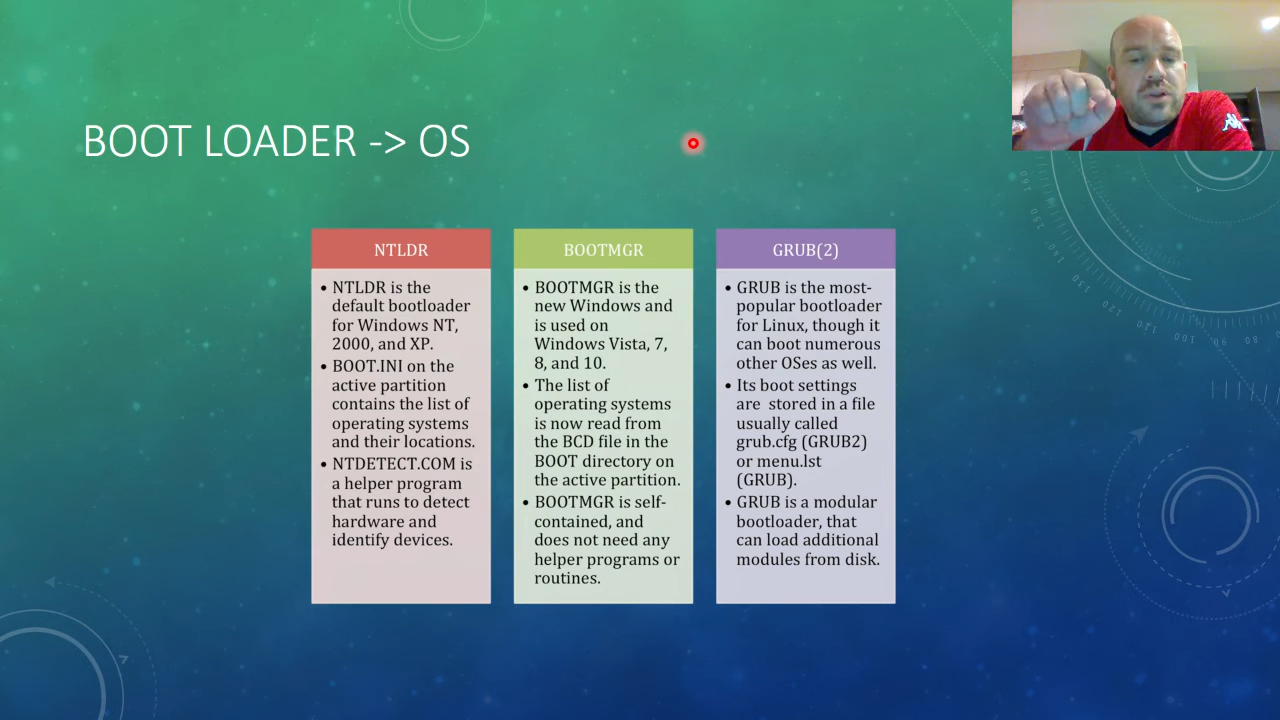 BOOT LOADER -> OS
NTLDR
• NTLDR is the
default bootloader
for Windows NT,
2000, and XP.
• BOOT.INI on the
active partition
contains the list of
operating systems
and their locations.
• NTDETECT.COM is
a helper program
that runs to detect
hardware and
identify devices.
BOOTMGR
• BOOTMGR is the
new Windows and
is used on
Windows Vista, 7,
8, and 10.
• The list of
operating systems
is now read from
the BCD file in the
BOOT directory on
the active partition.
• BOOTMGR is self-
contained, and
does not need any
helper programs or
routines.
GRUB(2)
• GRUB is the most-
popular bootloader
for Linux, though it
can boot numerous
other OSes as well.
• Its boot settings
are stored in a file
usually called
grub.cfg (GRUB2)
or menu.lst
(GRUB).
• GRUB is a modular
bootloader, that
can load additional
modules from disk.